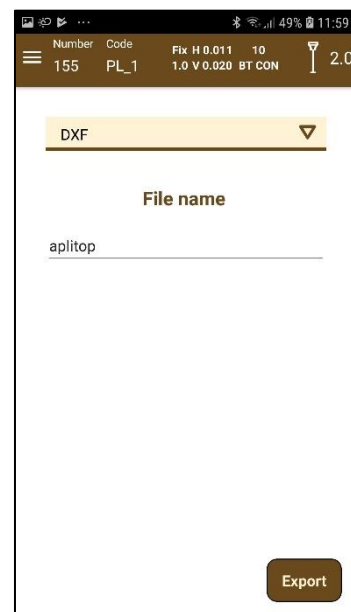 ... 49% 11:59
Number Code Fix H 0.011 10
155 PL_1 1.0 V 0.020 BT CON 2.0
DXF
File name
aplitop
Export